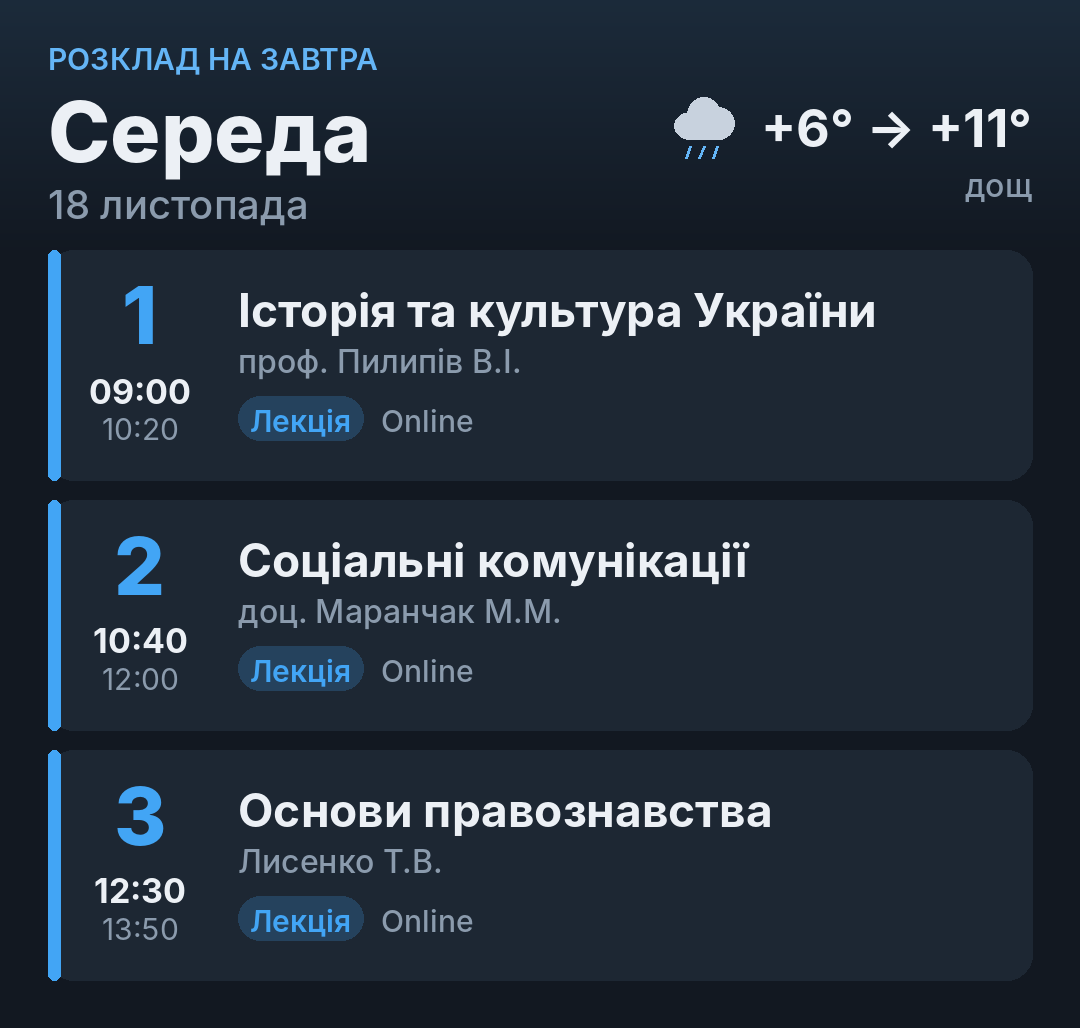 РОЗКЛАД НА ЗАВТРА
Середа
18 листопада
+6° → +11°
дощ
1
09:00
10:20
Історія та культура України
проф. Пилипів В.І.
Лекція Online
2
10:40
12:00
Соціальні комунікації
доц. Маранчак М.М.
Лекція Online
3
12:30
13:50
Основи правознавства
Лисенко Т.В.
Лекція Online